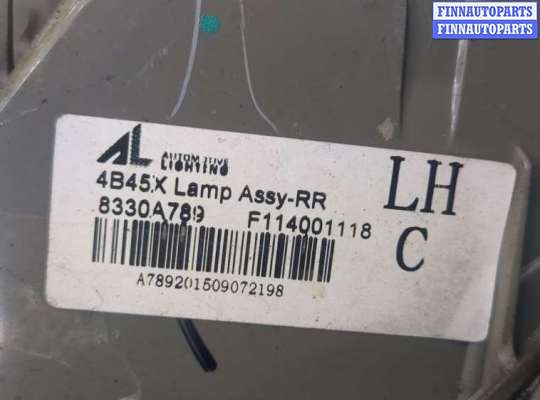 FINNAUTOPARTS
FINNAUTOPARTS
AL AUTOMOTIVE
LIGHTING
4B45X Lamp Assy-RR
8330A789 F114001118
LH
C
A789201509072198